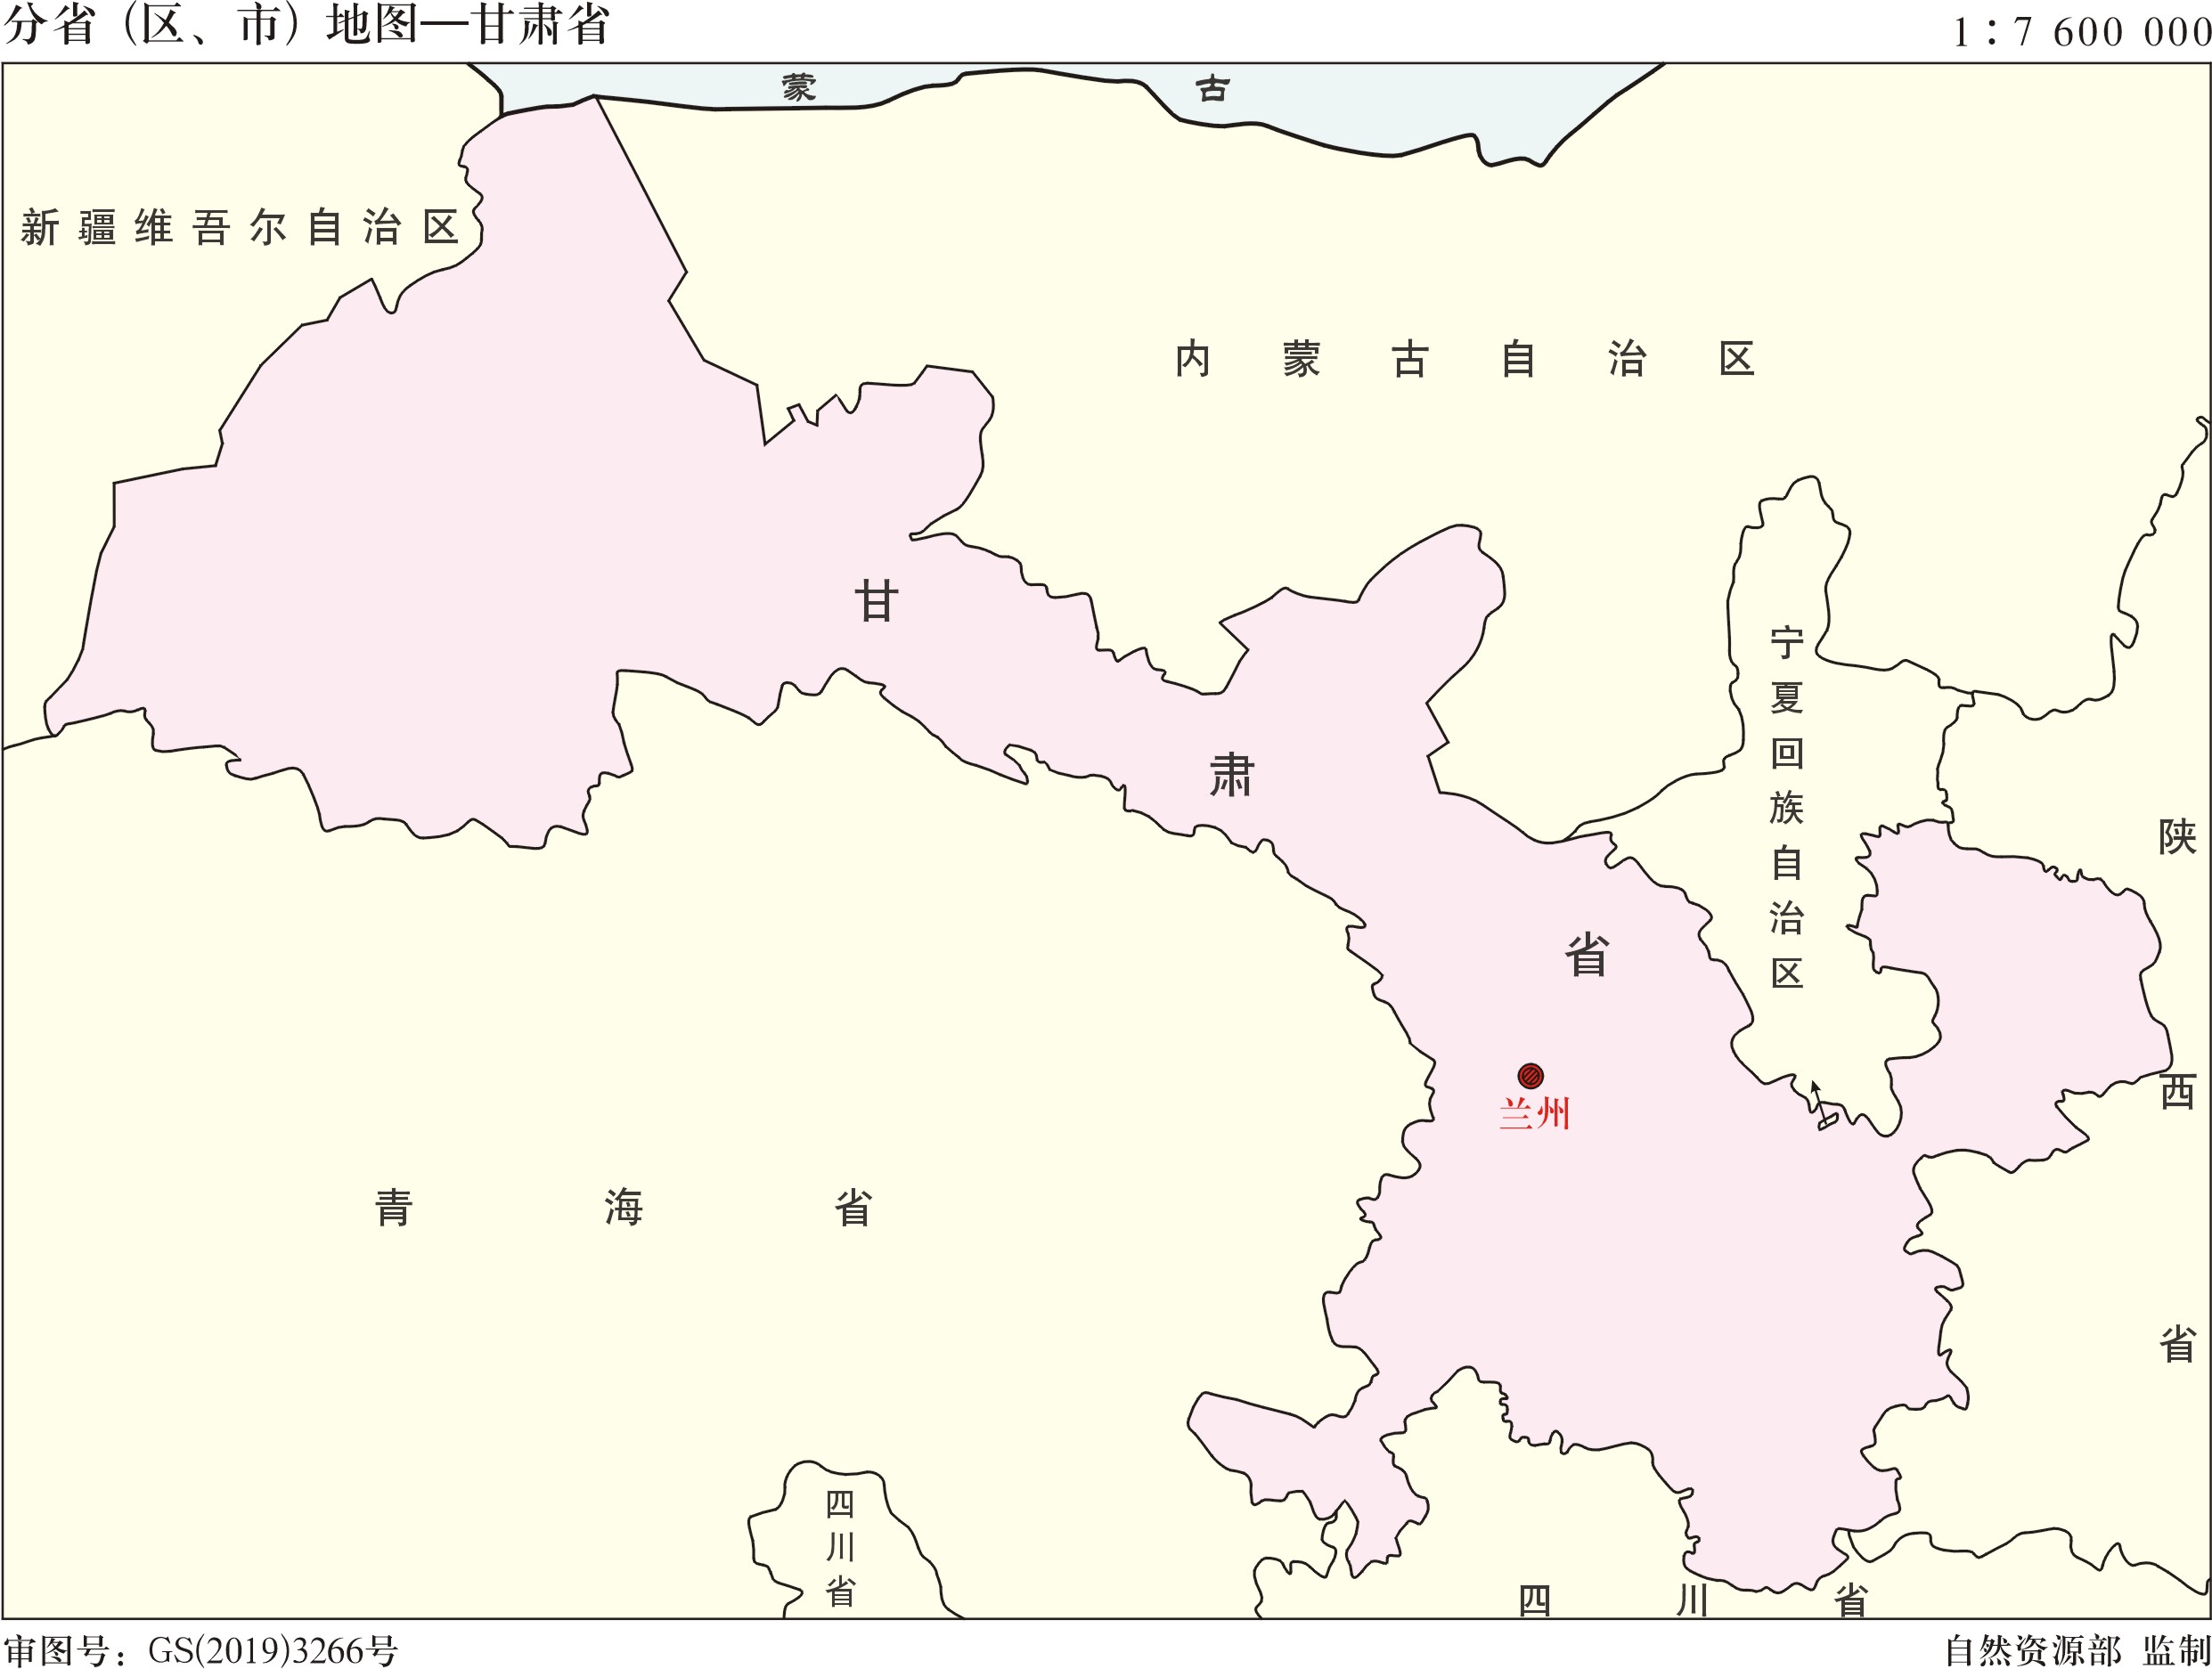 分省（区、市）地图—甘肃省
1：7 600 000
蒙古
新疆维吾尔自治区
内蒙古自治区
甘肃省
宁夏回族自治区
陕西省
兰州
青海省
四川省
四川省
审图号：GS(2019)3266号
自然资源部 监制